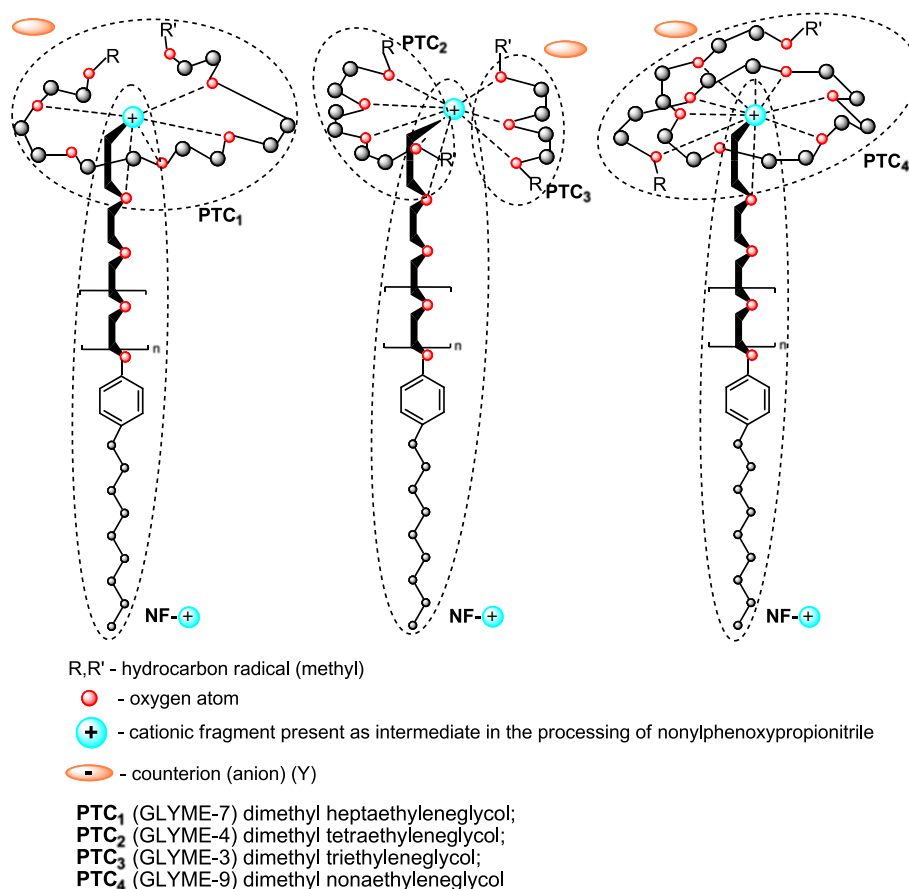 R'
R
PTC1
n
NF-+
R
PTC2
R'
R'
R
PTC3
n
NF-+
R'
R
PTC4
n
NF-+
R,R' - hydrocarbon radical (methyl)
- oxygen atom
+ - cationic fragment present as intermediate in the processing of nonylphenoxypropionitrile
- - counterion (anion) (Y)
PTC1 (GLYME-7) dimethyl heptaethyleneglycol;
PTC2 (GLYME-4) dimethyl tetraethyleneglycol;
PTC3 (GLYME-3) dimethyl triethyleneglycol;
PTC4 (GLYME-9) dimethyl nonaethyleneglycol